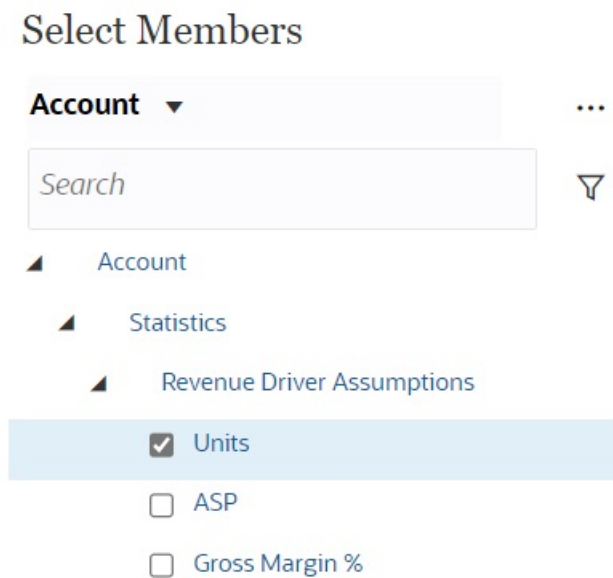 Select Members
Account
...
Search
Account
Statistics
Revenue Driver Assumptions
Units
ASP
Gross Margin %